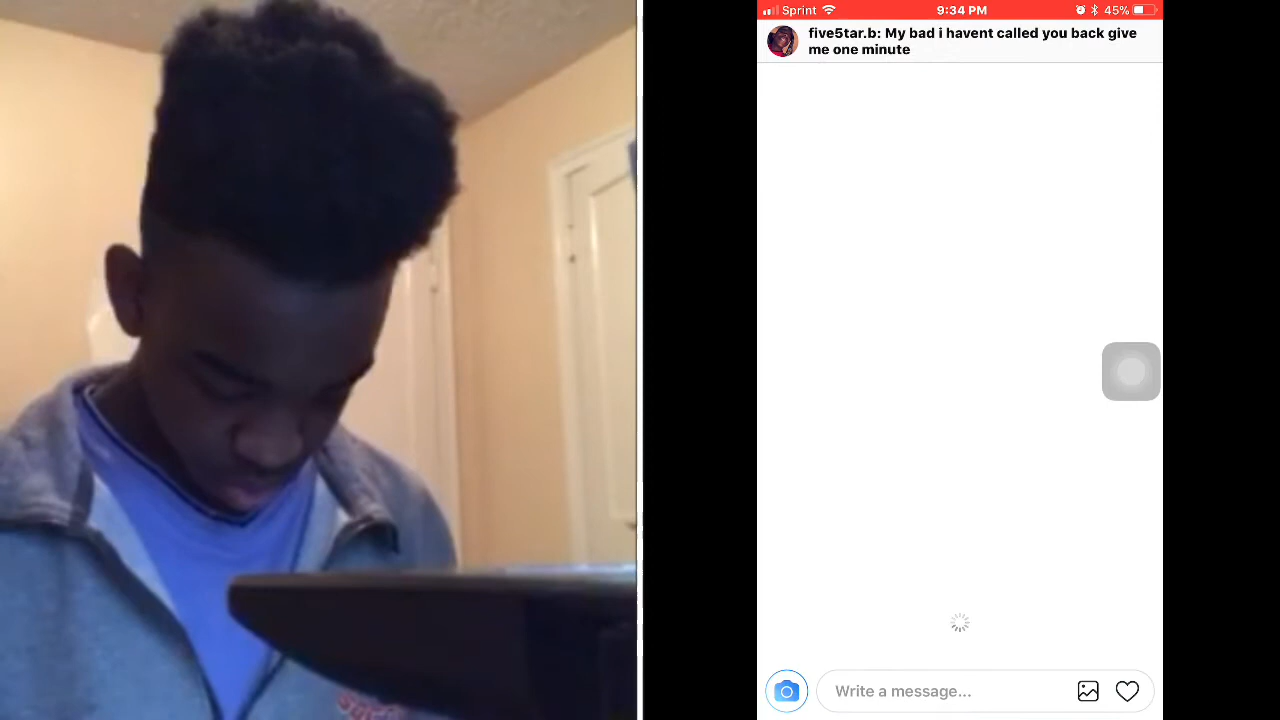 Sprint 9:34 PM 45%
five5tar.b: My bad i havent called you back give
me one minute
Write a message...